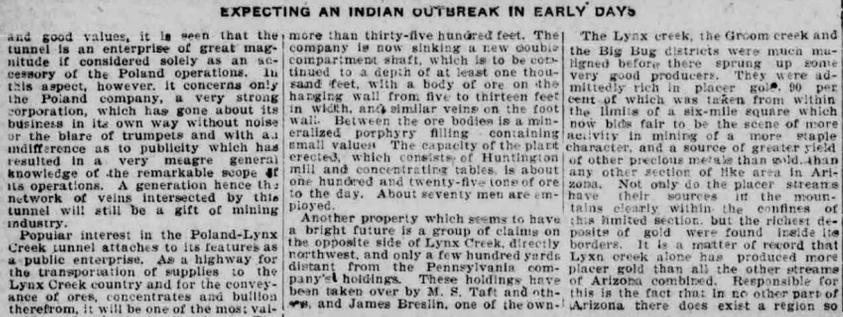 EXPECTING AN INDIAN OUTBREAK IN EARLY DAYS
and good values, it is seen that the
tunnel is an enterprise of great mag-
nitude if considered solely as an ac-
cessory of the Poland operations. In
this aspect, however, it concerns only
the Poland company, a very strong
corporation, which has gone about its
business in its own way without noise
or the blare of trumpets and with an
indifference as to publicity which has
resulted in a very meagre general
knowledge of the remarkable scope of
its operations. A generation hence the
network of veins intersected by this
tunnel will still be a gift of mining
industry.
Popular interest in the Poland-Lynx
Creek tunnel attaches to its features as
a public enterprise. As a highway for
the transportation of supplies to the
Lynx Creek country and for the convey-
ance of ores, concentrates and bullion
therefrom, it will be one of the most val-
more than thirty-five hundred feet. The
company is now sinking a new double
compartment shaft, which is to be con-
tinued to a depth of at least one thou-
sand feet, with a body of ore on the
hanging wall from five to thirteen feet
in width, and similar veins on the foot
wall. Between the ore bodies is a min-
eralized porphyry filling containing
small values. The capacity of the plant
erected, which consists of Huntington
mill and concentrating tables, is about
one hundred and twenty-five tons of ore
to the day. About seventy men are em-
ployed.
Another property which seems to have
a bright future is a group of claims on
the opposite side of Lynx Creek, directly
northwest, and only a few hundred yards
distant from the Pennsylvania com-
pany's holdings. These holdings have
been taken over by M. S. Taft and oth-
ers, and James Breslin, one of the own-
The Lynx creek, the Groom creek and
the Big Bug districts were much ma-
ligned before there sprung up some
very good producers. They were ad-
mittedly rich in placer gold, 90 per
cent of which was taken from within
the limits of a six-mile square which
now bids fair to be the scene of more
activity in mining of a more staple
character, and a source of greater yield
of other precious metals than gold, than
any other section of like area in Ari-
zona. Not only do the placer streams
have their sources in the moun-
tains clearly within the confines of
this limited section, but the richest de-
posits of gold were found inside its
borders. It is a matter of record that
Lyxn creek alone has produced more
placer gold than all the other streams
of Arizona combined. Responsible for
this is the fact that in no other part of
Arizona there does exist a region so